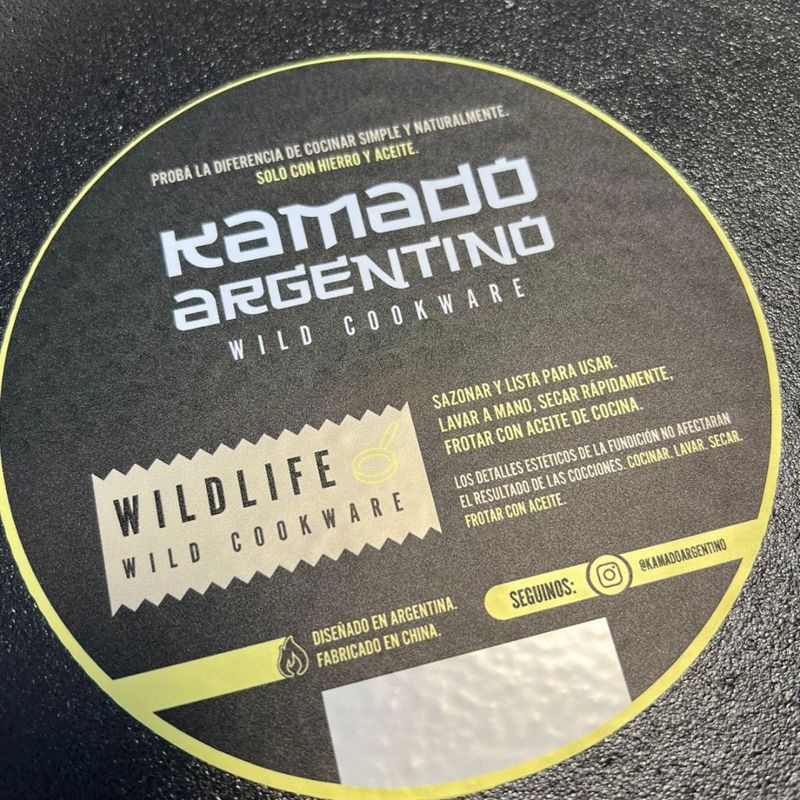 PROBÁ LA DIFERENCIA DE COCINAR SIMPLE Y NATURALMENTE.
SOLO CON HIERRO Y ACEITE.
KAMADO
ARGENTINO
WILD COOKWARE
SAZONAR Y LISTA PARA USAR.
LAVAR A MANO, SECAR RÁPIDAMENTE,
FROTAR CON ACEITE DE COCINA.
LOS DETALLES ESTÉTICOS DE LA FUNDICIÓN NO AFECTARÁN
EL RESULTADO DE LAS COCCIONES. COCINAR. LAVAR. SECAR.
FROTAR CON ACEITE.
WILDLIFE
WILD COOKWARE
SEGUINOS:
@KAMADOARGENTINO
DISEÑADO EN ARGENTINA.
FABRICADO EN CHINA.